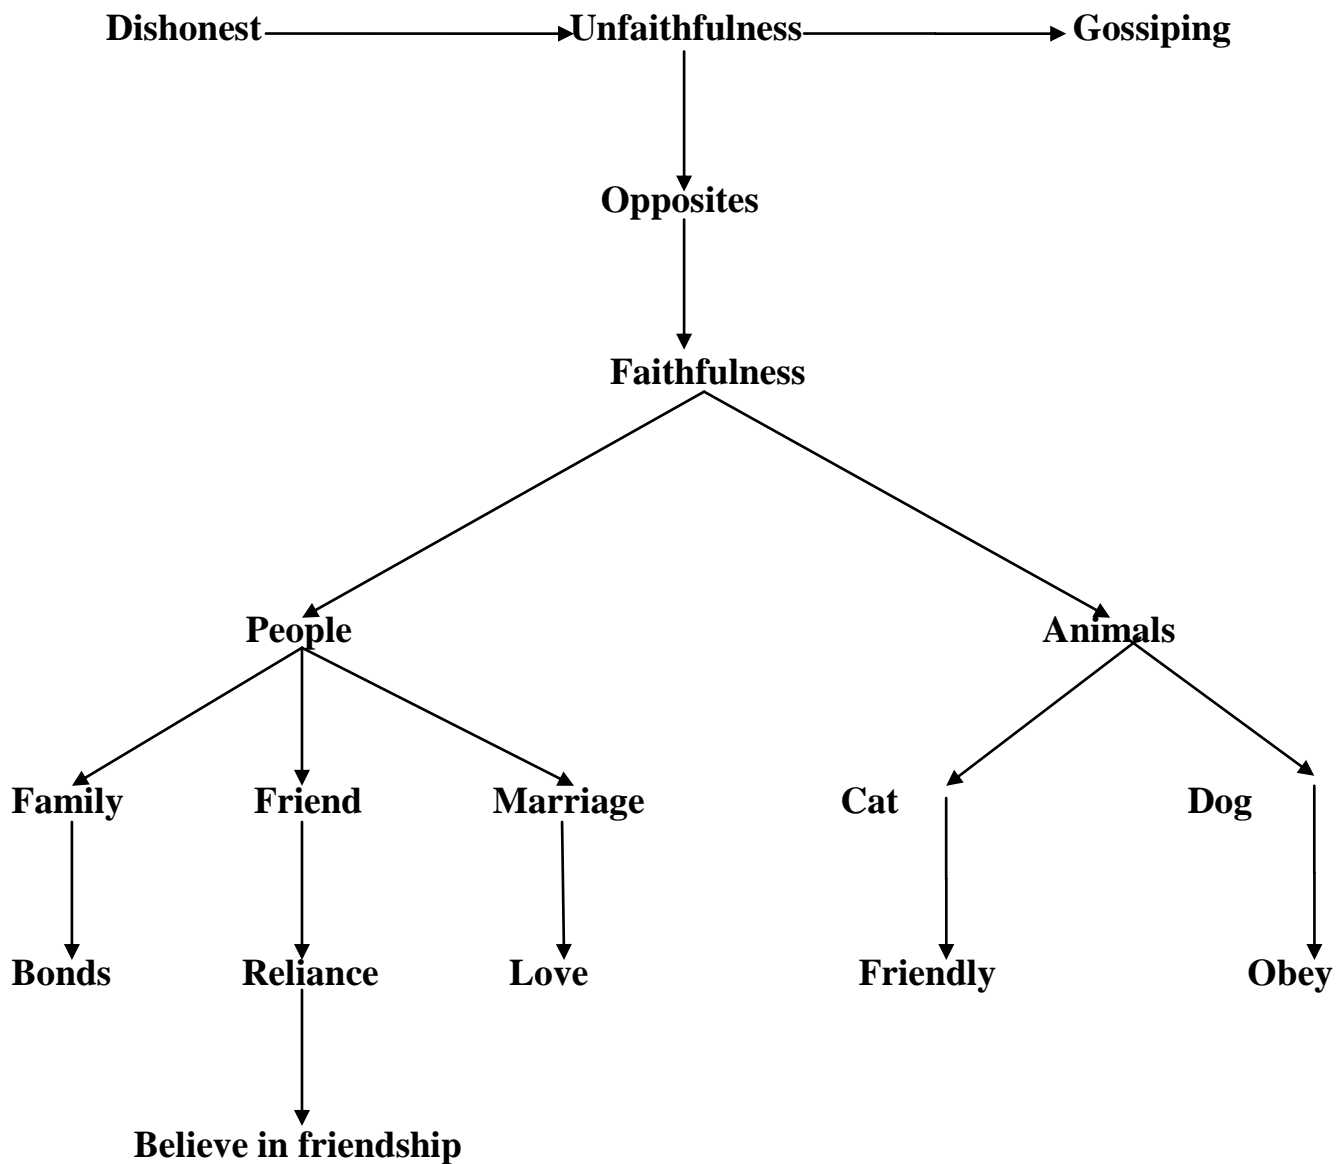 Dishonest Unfaithfulness Gossiping
Opposites
Faithfulness
People Animals
Family Friend Marriage Cat Dog
Bonds Reliance Love Friendly Obey
Believe in friendship